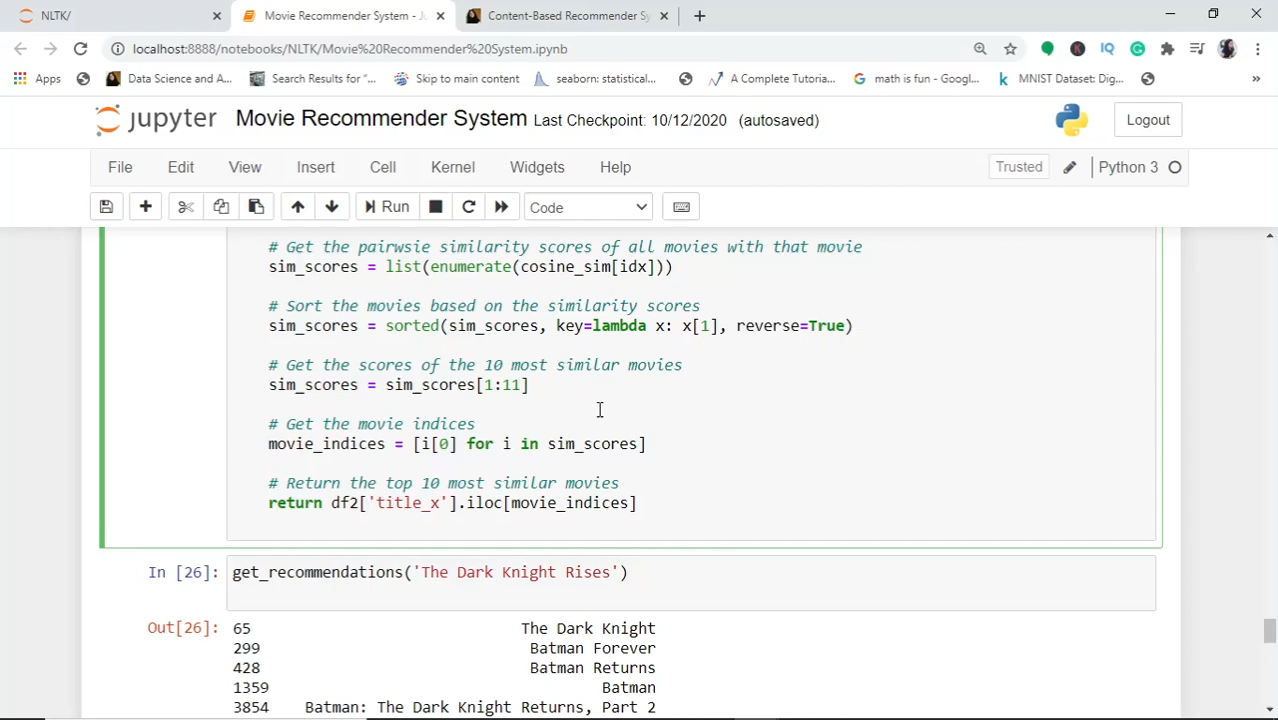 NLTK/
Movie Recommender System - Ju
Content-Based Recommender Sy
localhost:8888/notebooks/NLTK/Movie%20Recommender%20System.ipynb
Apps
Data Science and A...
Search Results for "...
Skip to main content
seaborn: statistical...
A Complete Tutoria...
math is fun - Googl...
MNIST Dataset: Dig...
»
jupyter
Movie Recommender System Last Checkpoint: 10/12/2020 (autosaved)
Logout
File Edit View Insert Cell Kernel Widgets Help
Trusted
Python 3
Run
Code
# Get the pairwsie similarity scores of all movies with that movie
sim_scores = list(enumerate(cosine_sim[idx]))
# Sort the movies based on the similarity scores
sim_scores = sorted(sim_scores, key=lambda x: x[1], reverse=True)
# Get the scores of the 10 most similar movies
sim_scores = sim_scores[1:11]
# Get the movie indices
movie_indices = [i[0] for i in sim_scores]
# Return the top 10 most similar movies
return df2['title_x'].iloc[movie_indices]
In [26]: get_recommendations('The Dark Knight Rises')
Out[26]: 65 The Dark Knight
299 Batman Forever
428 Batman Returns
1359 Batman
3854 Batman: The Dark Knight Returns, Part 2